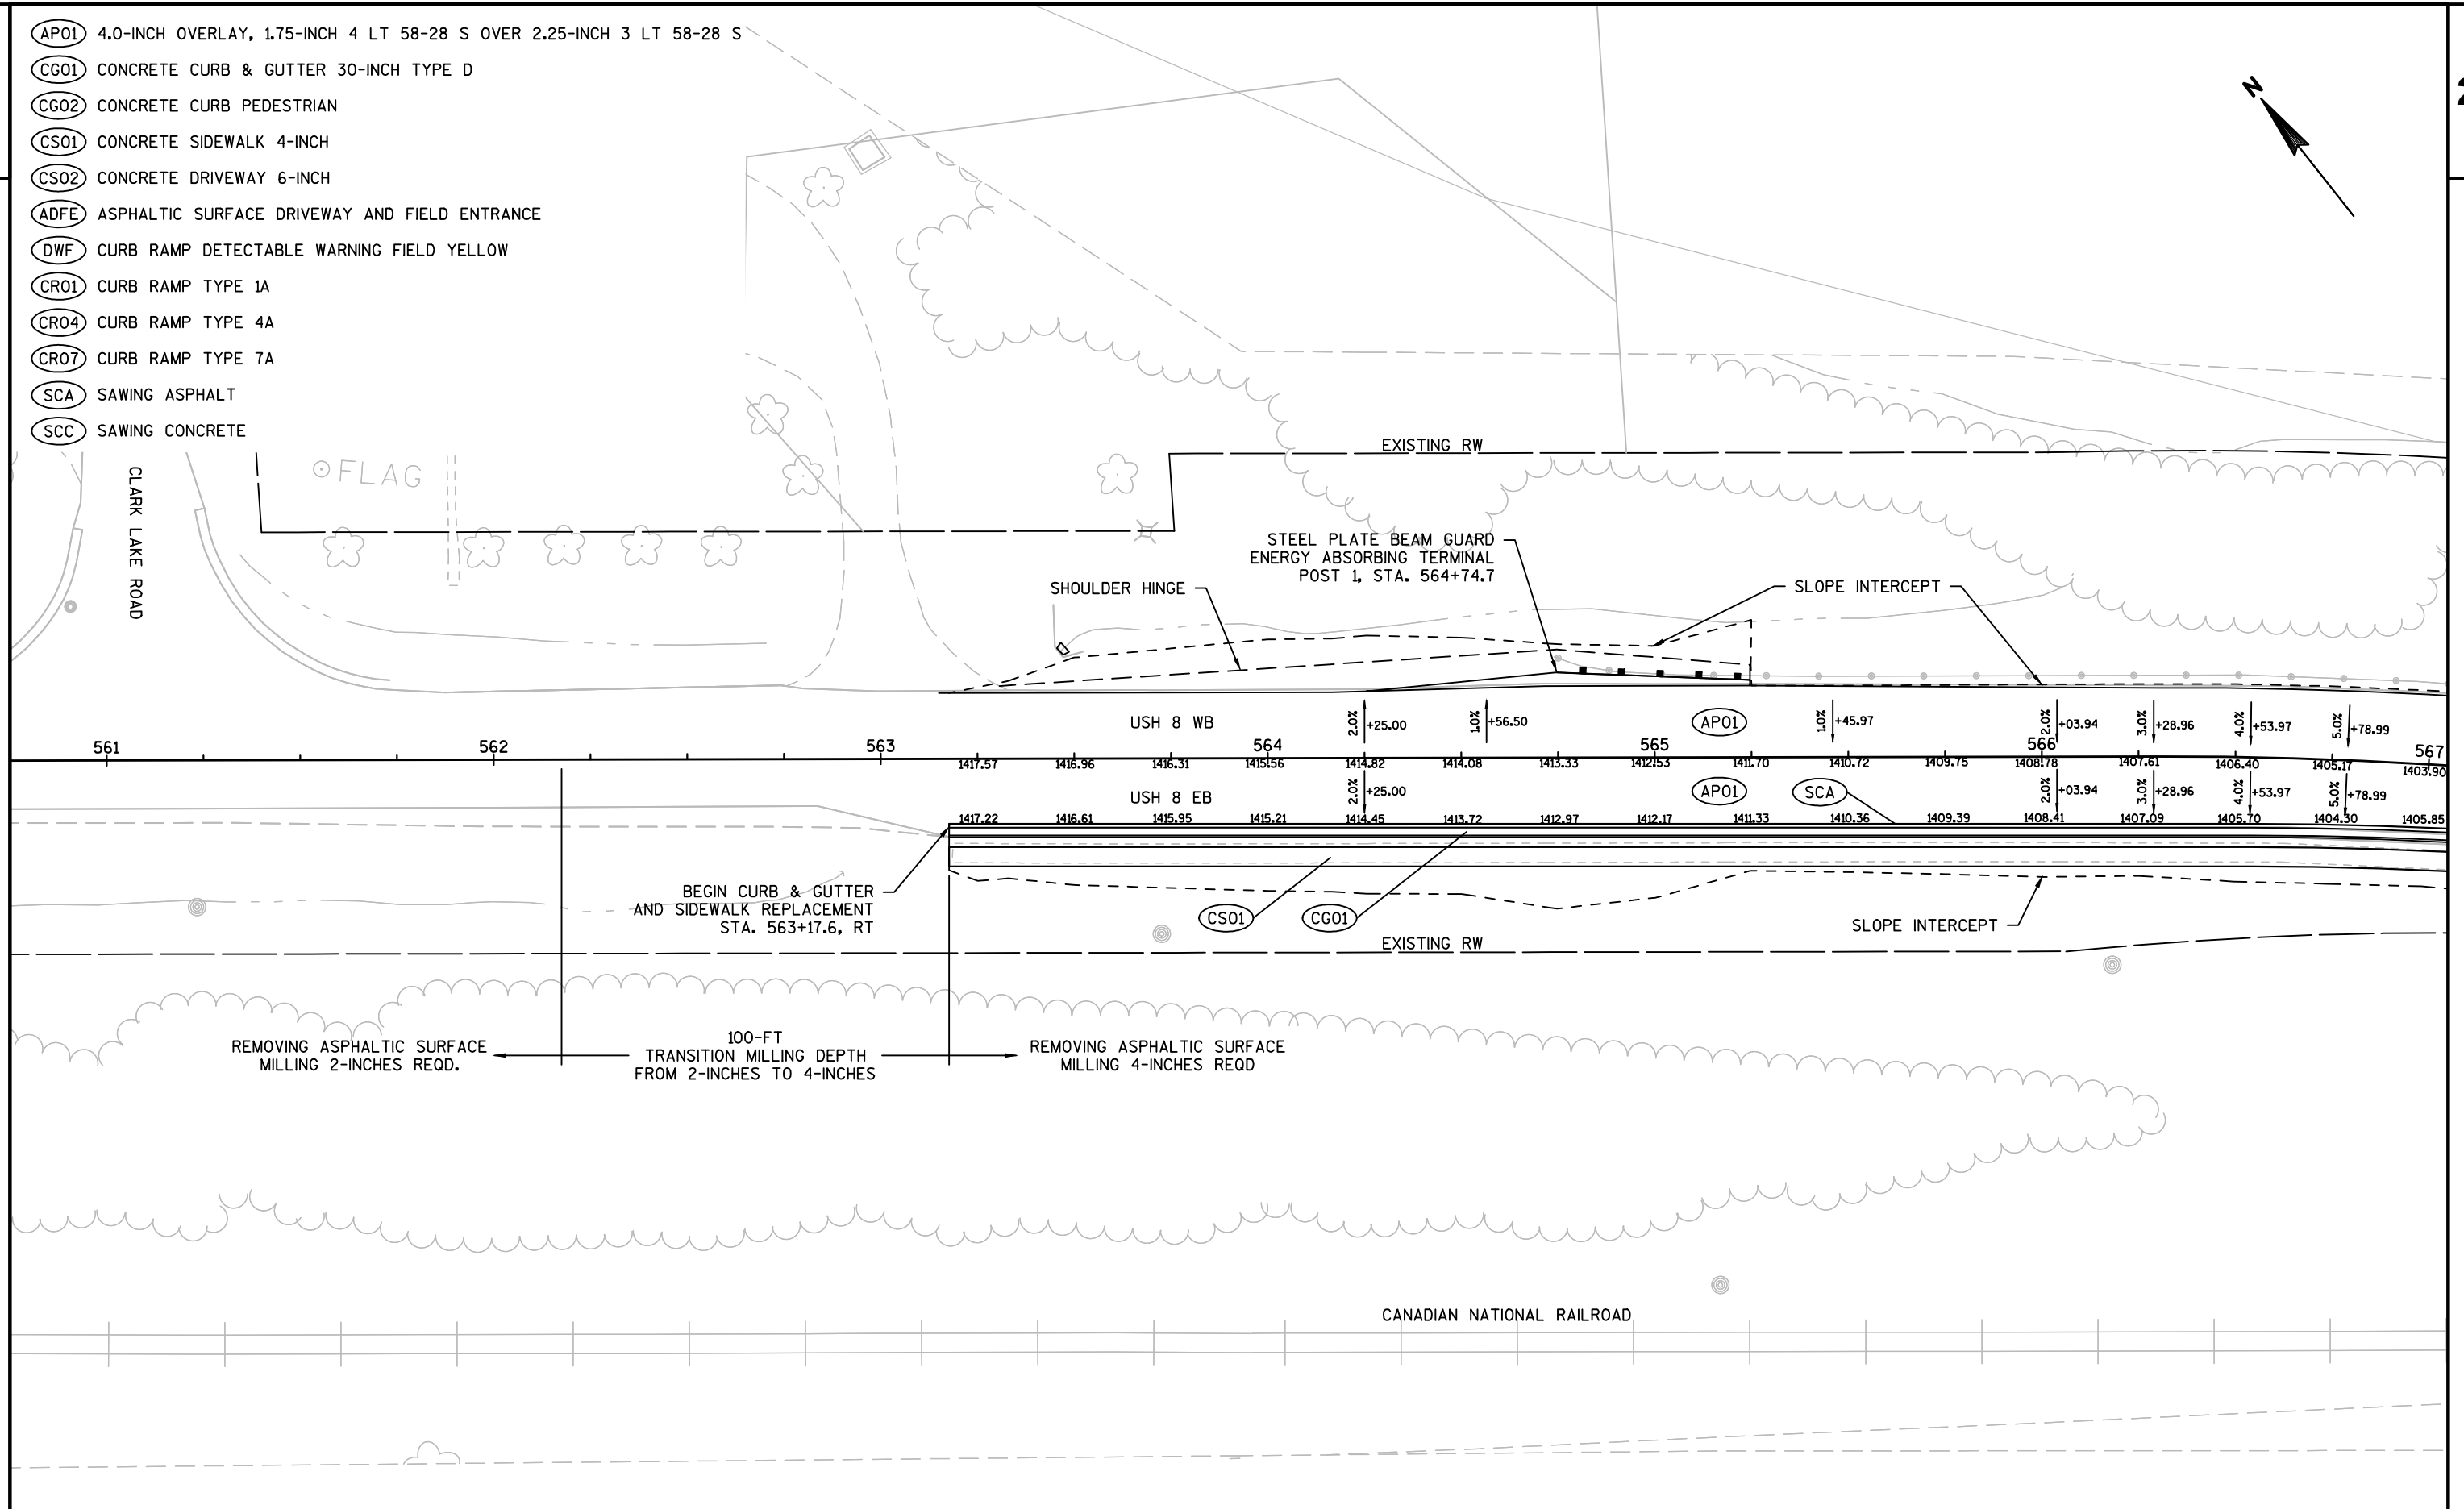 AP01 4.0-INCH OVERLAY, 1.75-INCH 4 LT 58-28 S OVER 2.25-INCH 3 LT 58-28 S
CG01 CONCRETE CURB & GUTTER 30-INCH TYPE D
CG02 CONCRETE CURB PEDESTRIAN
CS01 CONCRETE SIDEWALK 4-INCH
CS02 CONCRETE DRIVEWAY 6-INCH
ADFE ASPHALTIC SURFACE DRIVEWAY AND FIELD ENTRANCE
DWF CURB RAMP DETECTABLE WARNING FIELD YELLOW
CR01 CURB RAMP TYPE 1A
CR04 CURB RAMP TYPE 4A
CR07 CURB RAMP TYPE 7A
SCA SAWING ASPHALT
SCC SAWING CONCRETE
N
CLARK LAKE ROAD
FLAG
EXISTING RW
STEEL PLATE BEAM GUARD
ENERGY ABSORBING TERMINAL
POST 1, STA. 564+74.7
SHOULDER HINGE
SLOPE INTERCEPT
USH 8 WB
2.0% +25.00
1.0% +56.50
AP01
1.0% +45.97
2.0% +03.94
3.0% +28.96
4.0% +53.97
5.0% +78.99
561 562 563 564 565 566 567
1417.57 1416.96 1416.31 1415.56 1414.82 1414.08 1413.33 1412.53 1411.70 1410.72 1409.75 1408.78 1407.61 1406.40 1405.17 1403.90
USH 8 EB
2.0% +25.00
AP01
SCA
2.0% +03.94
3.0% +28.96
4.0% +53.97
5.0% +78.99
1417.22 1416.61 1415.95 1415.21 1414.45 1413.72 1412.97 1412.17 1411.33 1410.36 1409.39 1408.41 1407.09 1405.70 1404.30 1405.85
BEGIN CURB & GUTTER
AND SIDEWALK REPLACEMENT
STA. 563+17.6, RT
CS01
CG01
SLOPE INTERCEPT
EXISTING RW
REMOVING ASPHALTIC SURFACE
MILLING 2-INCHES REQD.
100-FT
TRANSITION MILLING DEPTH
FROM 2-INCHES TO 4-INCHES
REMOVING ASPHALTIC SURFACE
MILLING 4-INCHES REQD
CANADIAN NATIONAL RAILROAD